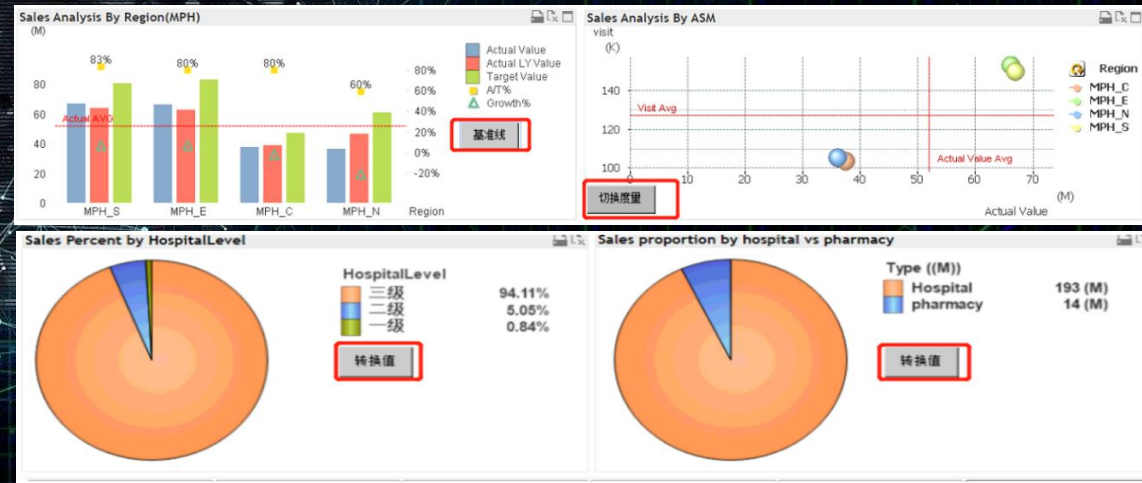 Sales Analysis By Region(MPH)
(M)
83%
80%
80%
60%
80
60
40
20
0
Actual AVG
MPH_S
MPH_E
MPH_C
MPH_N
Region
80%
60%
40%
20%
0%
-20%
Actual Value
Actual LY Value
Target Value
A/T%
Growth%
基准线
Sales Analysis By ASM
visit
(K)
140
120
100
Visit Avg
Actual Value Avg
0
10
20
30
40
50
60
70
(M)
Actual Value
Region
MPH_C
MPH_E
MPH_N
MPH_S
切换度量
Sales Percent by HospitalLevel
HospitalLevel
三级 94.11%
二级 5.05%
一级 0.84%
转换值
Sales proportion by hospital vs pharmacy
Type ((M))
Hospital 193 (M)
pharmacy 14 (M)
转换值